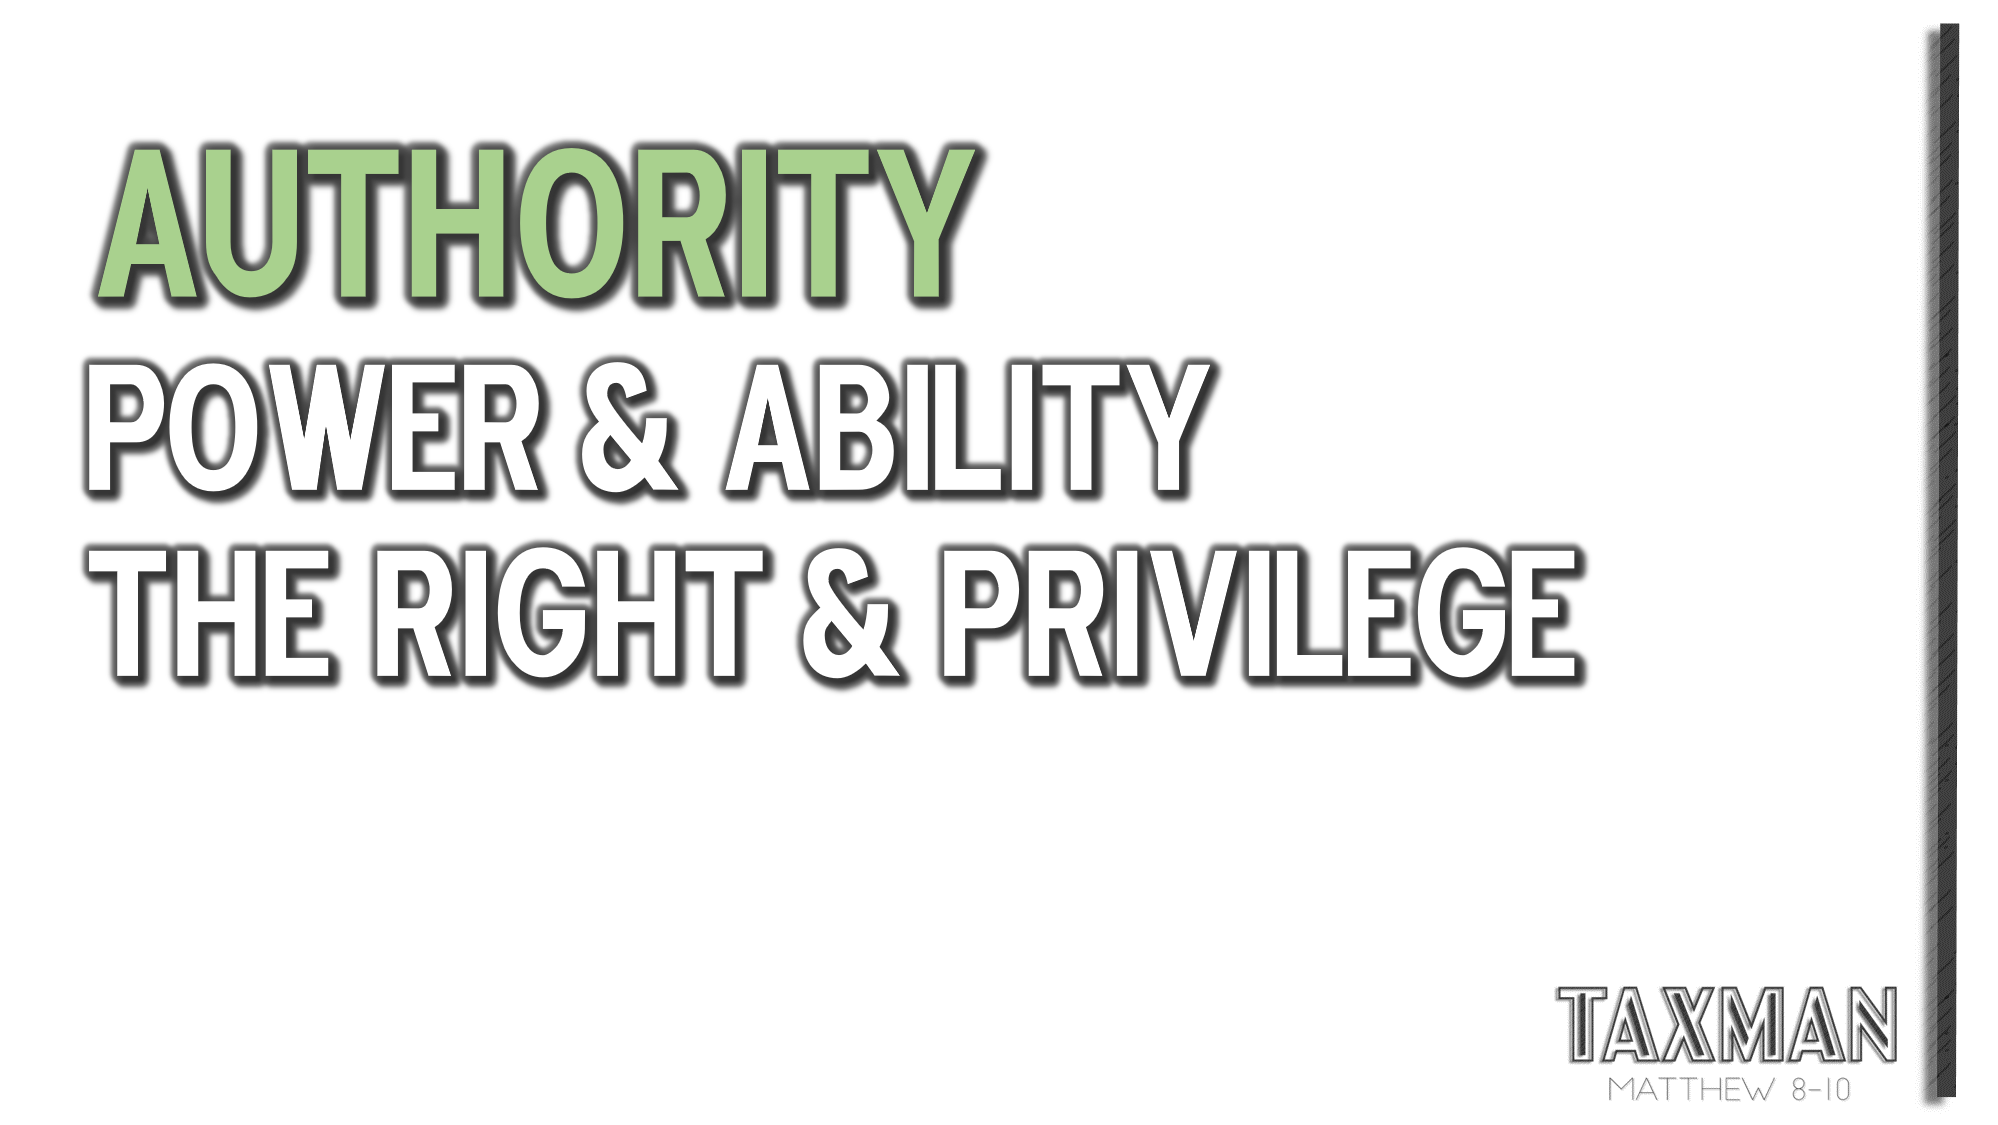 AUTHORITY
POWER & ABILITY
THE RIGHT & PRIVILEGE
TAXMAN
MATTHEW 8-10